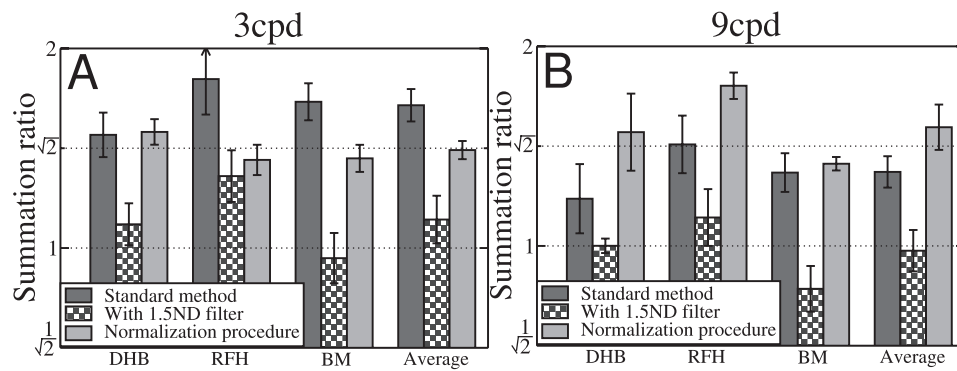 3cpd
A
Summation ratio
2
√2
1
1/√2
Standard method
With 1.5ND filter
Normalization procedure
DHB RFH BM Average
9cpd
B
Summation ratio
2
√2
1
1/√2
Standard method
With 1.5ND filter
Normalization procedure
DHB RFH BM Average